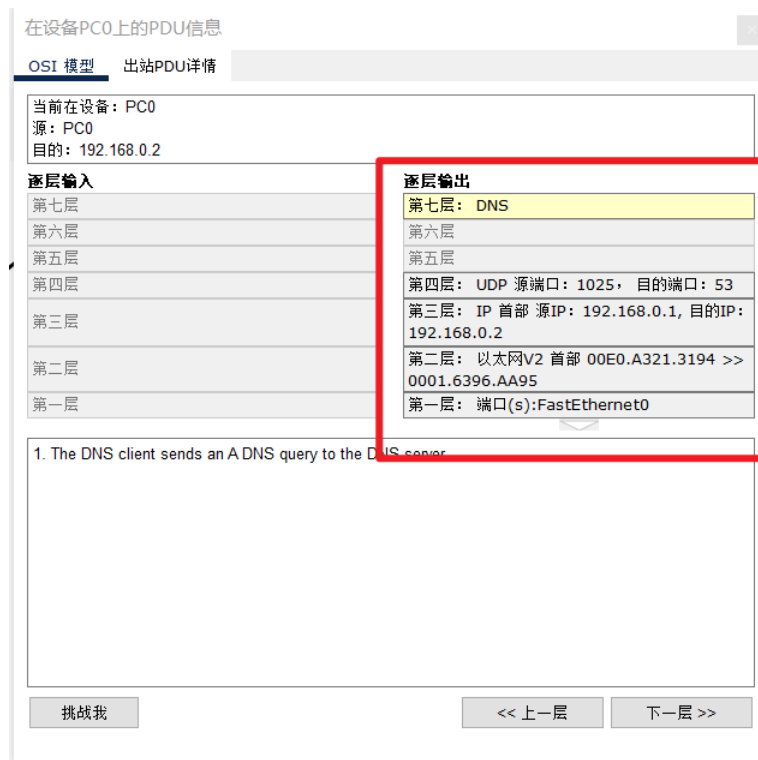 在设备PC0上的PDU信息
OSI 模型 出站PDU详情
当前在设备：PC0
源：PC0
目的：192.168.0.2
逐层输入
第七层
第六层
第五层
第四层
第三层
第二层
第一层
逐层输出
第七层： DNS
第六层
第五层
第四层： UDP 源端口：1025， 目的端口：53
第三层： IP 首部 源IP：192.168.0.1, 目的IP：
192.168.0.2
第二层： 以太网V2 首部 00E0.A321.3194 >>
0001.6396.AA95
第一层： 端口(s):FastEthernet0
1. The DNS client sends an A DNS query to the DNS server.
挑战我
<< 上一层
下一层 >>